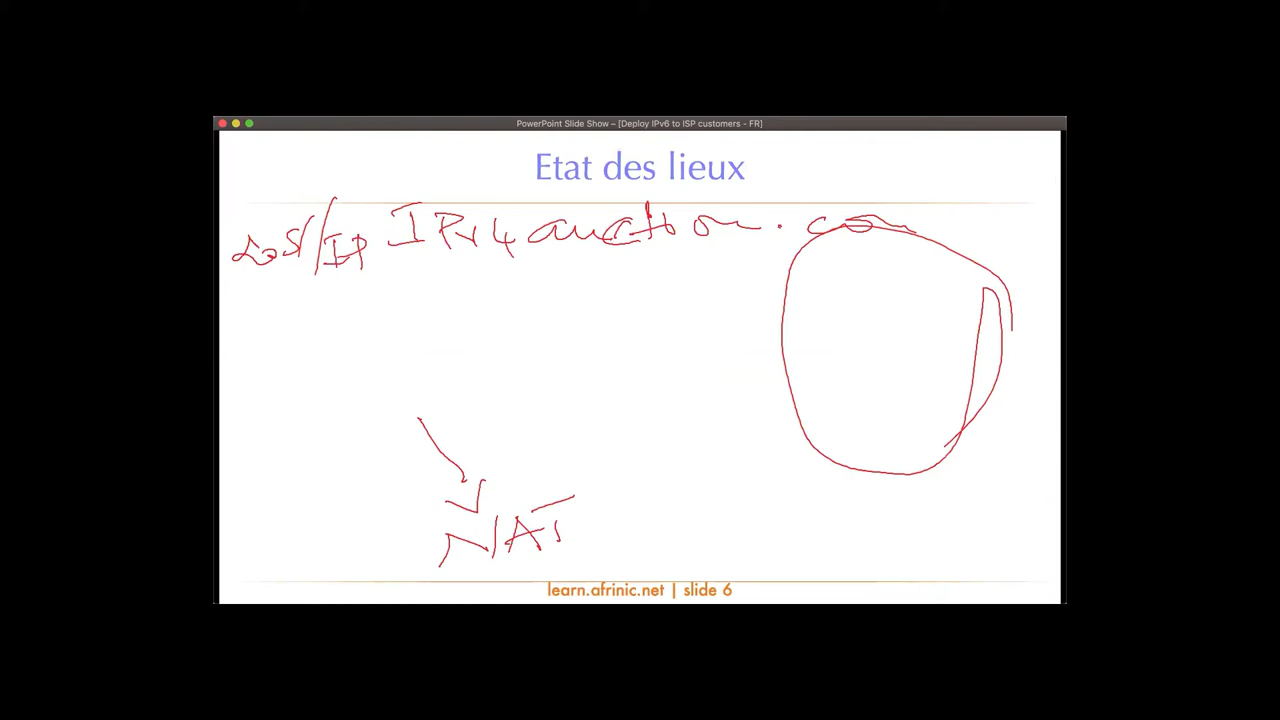 PowerPoint Slide Show – [Deploy IPv6 to ISP customers - FR]
Etat des lieux
IPv4auction.com
NAT
learn.afrinic.net | slide 6